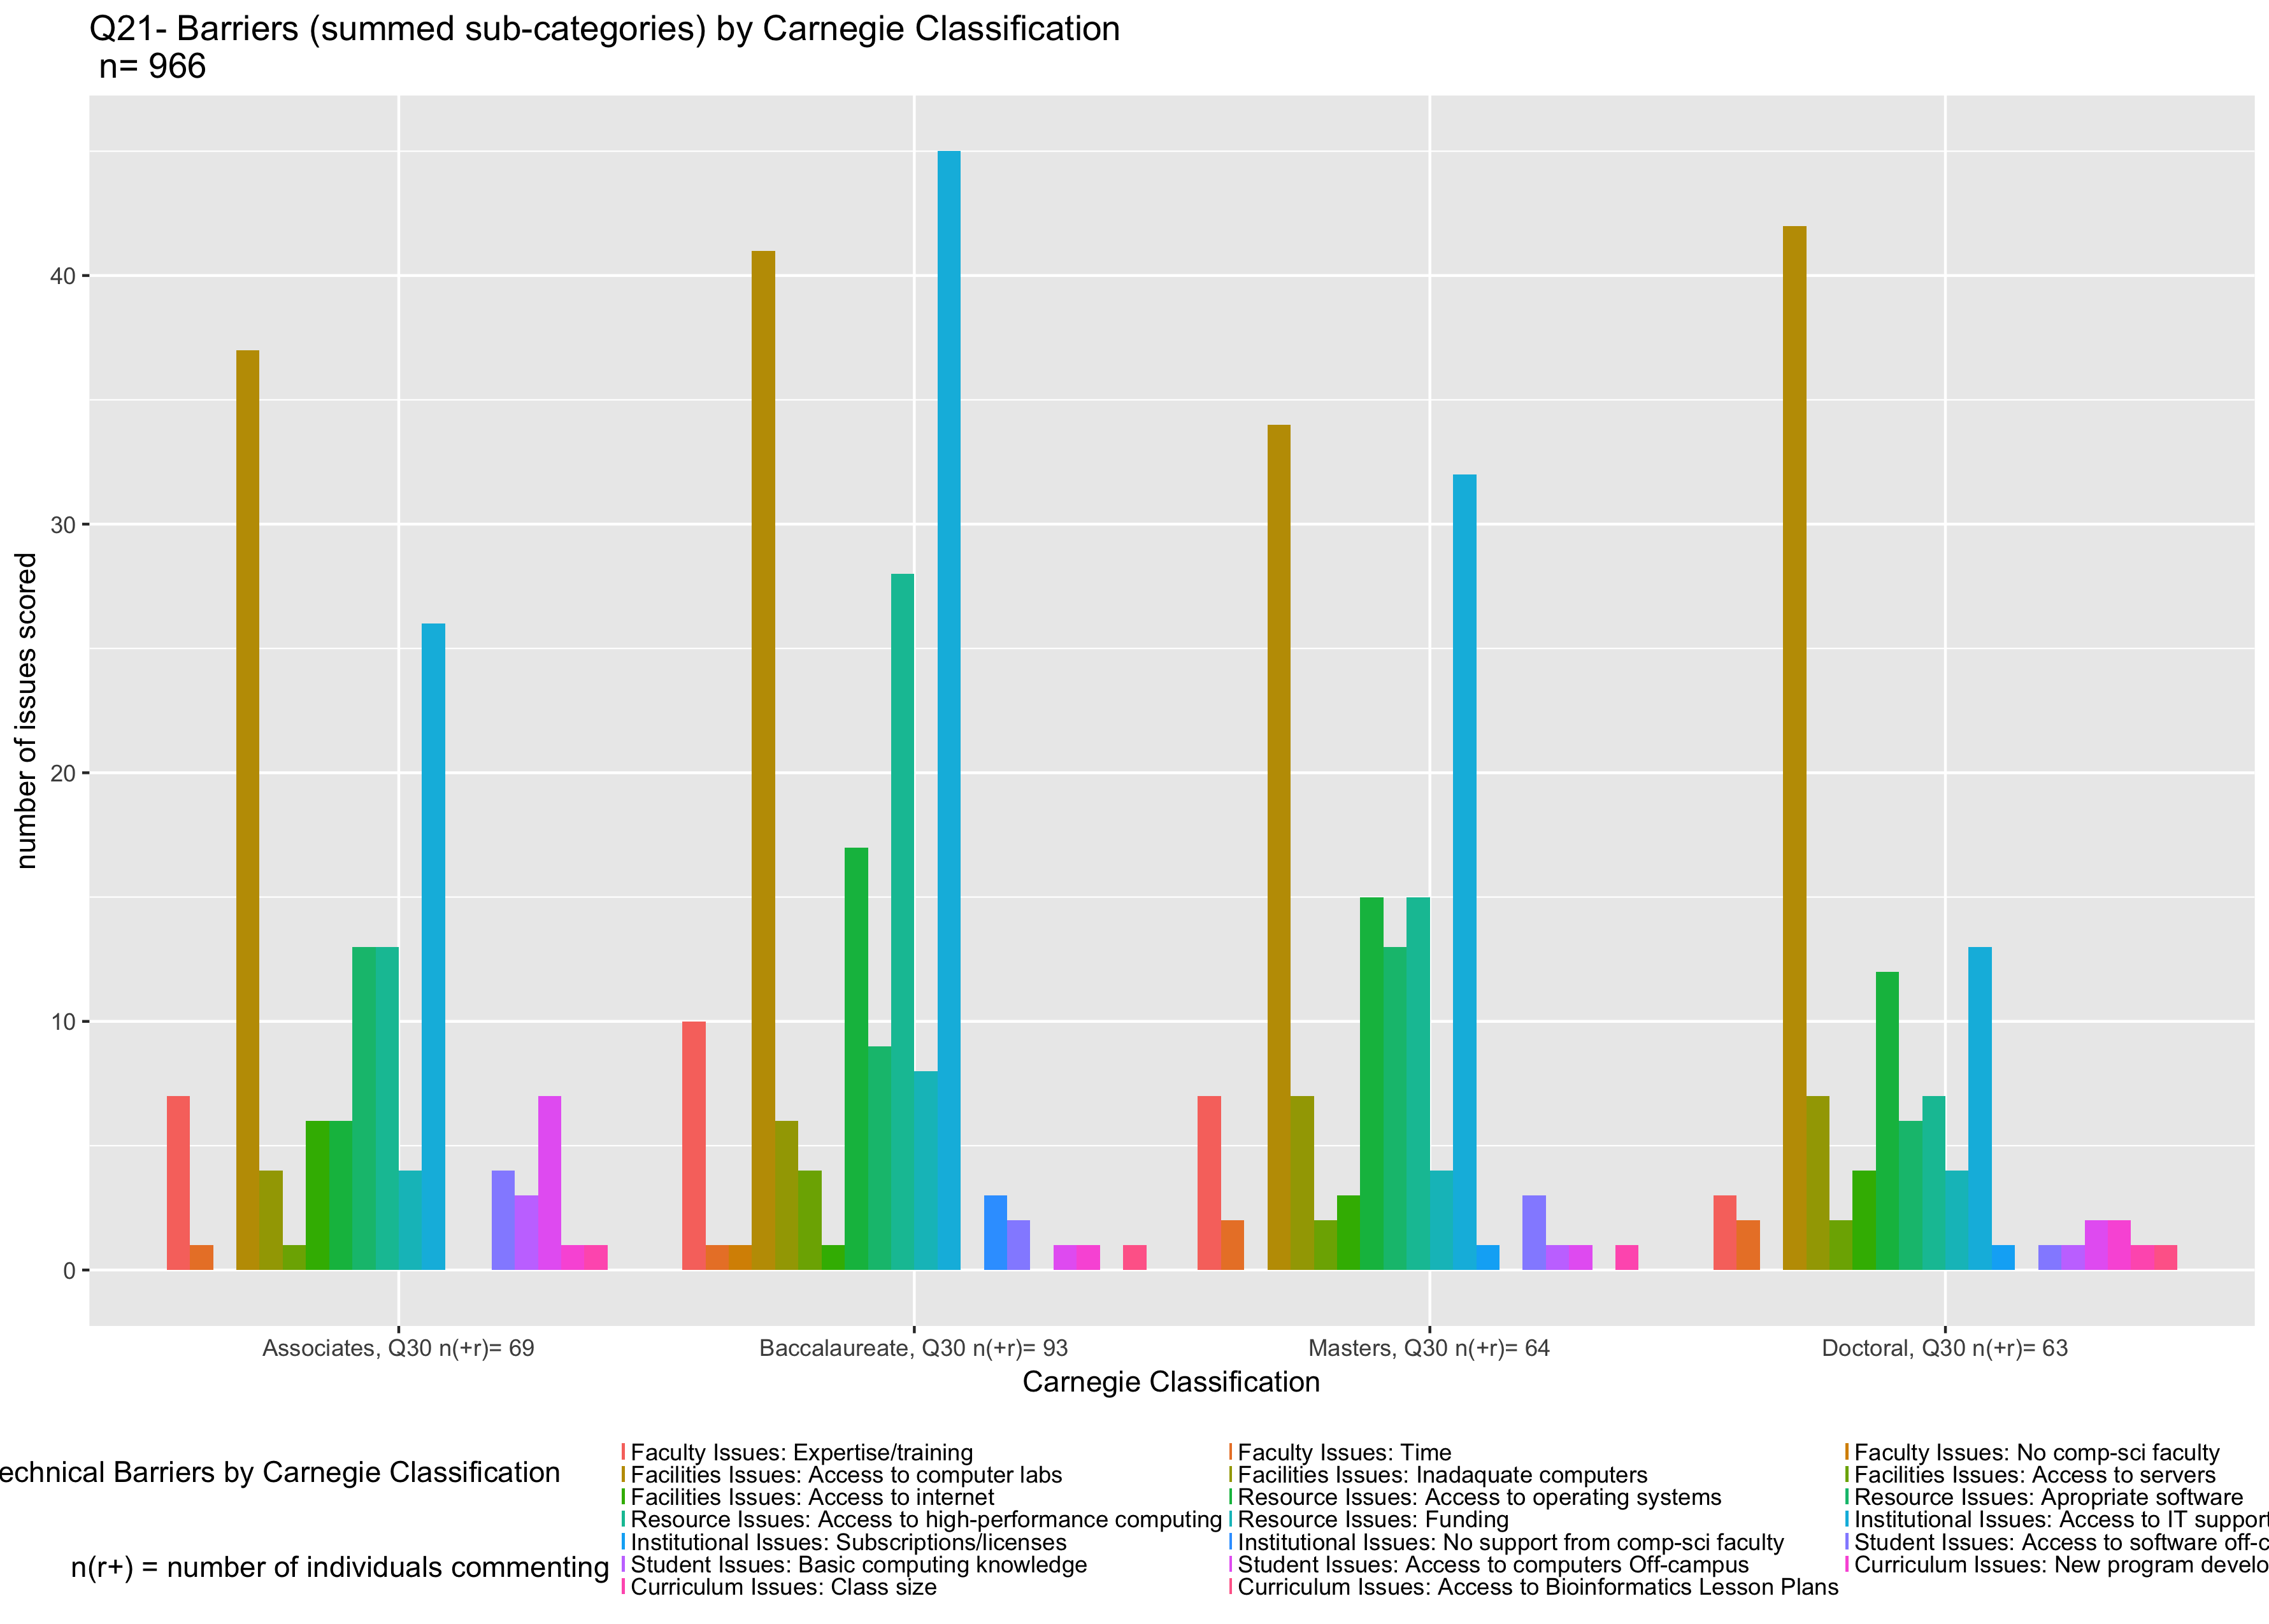 Q21- Barriers (summed sub-categories) by Carnegie Classification
n= 966
number of issues scored
40
30
20
10
0
Associates, Q30 n(+r)= 69
Baccalaureate, Q30 n(+r)= 93
Masters, Q30 n(+r)= 64
Doctoral, Q30 n(+r)= 63
Carnegie Classification
echnical Barriers by Carnegie Classification
n(r+) = number of individuals commenting
Faculty Issues: Expertise/training
Faculty Issues: Time
Faculty Issues: No comp-sci faculty
Facilities Issues: Access to computer labs
Facilities Issues: Inadaquate computers
Facilities Issues: Access to servers
Facilities Issues: Access to internet
Resource Issues: Access to operating systems
Resource Issues: Apropriate software
Resource Issues: Access to high-performance computing
Resource Issues: Funding
Institutional Issues: Access to IT support
Institutional Issues: Subscriptions/licenses
Institutional Issues: No support from comp-sci faculty
Student Issues: Access to software off-c
Student Issues: Basic computing knowledge
Student Issues: Access to computers Off-campus
Curriculum Issues: New program develo
Curriculum Issues: Class size
Curriculum Issues: Access to Bioinformatics Lesson Plans